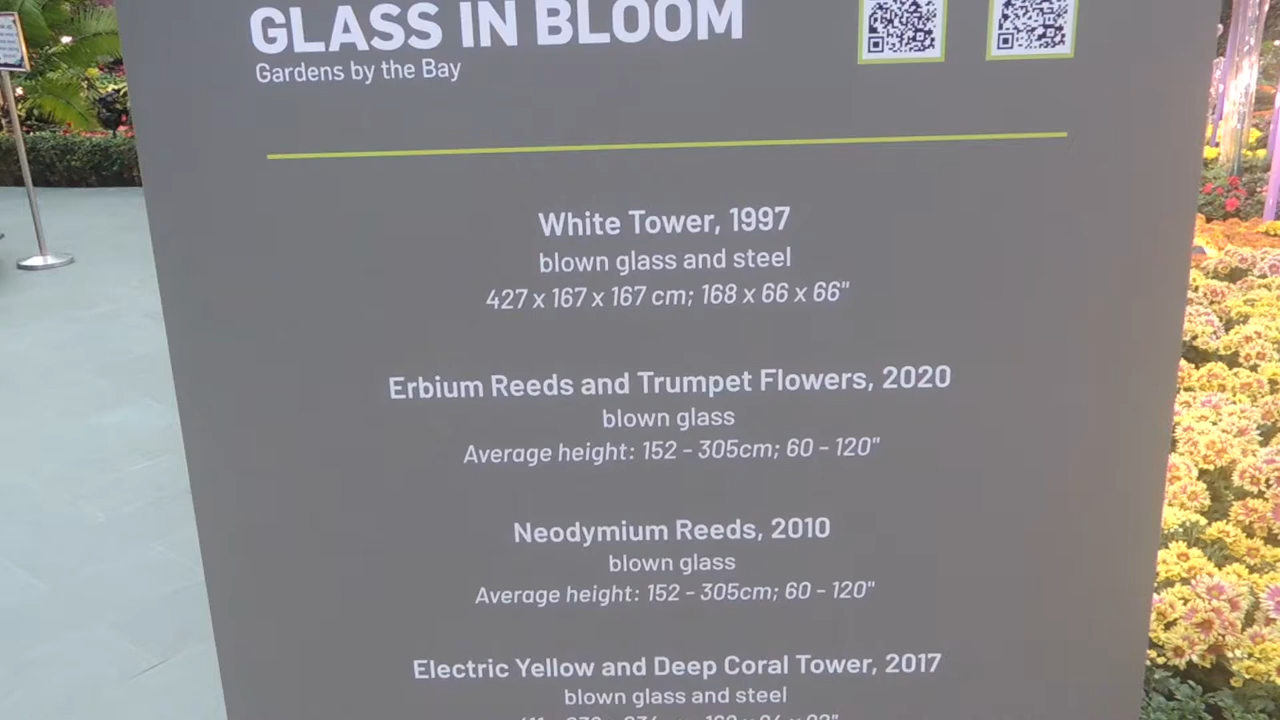 GLASS IN BLOOM
Gardens by the Bay
White Tower, 1997
blown glass and steel
427 x 167 x 167 cm; 168 x 66 x 66"
Erbium Reeds and Trumpet Flowers, 2020
blown glass
Average height: 152 - 305cm; 60 - 120"
Neodymium Reeds, 2010
blown glass
Average height: 152 - 305cm; 60 - 120"
Electric Yellow and Deep Coral Tower, 2017
blown glass and steel